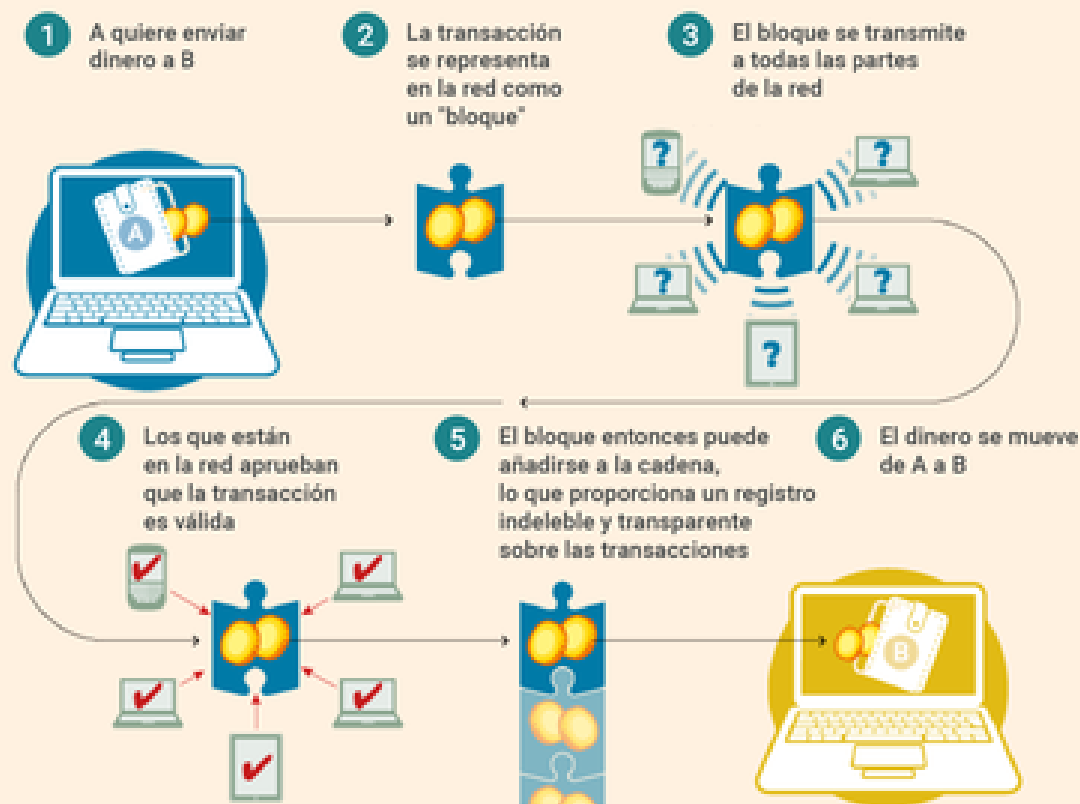 1
A quiere enviar
dinero a B
2
La transacción
se representa
en la red como
un "bloque"
3
El bloque se transmite
a todas las partes
de la red
A
?
?
?
?
?
4
Los que están
en la red aprueban
que la transacción
es válida
5
El bloque entonces puede
añadirse a la cadena,
lo que proporciona un registro
indeleble y transparente
sobre las transacciones
6
El dinero se mueve
de A a B
B